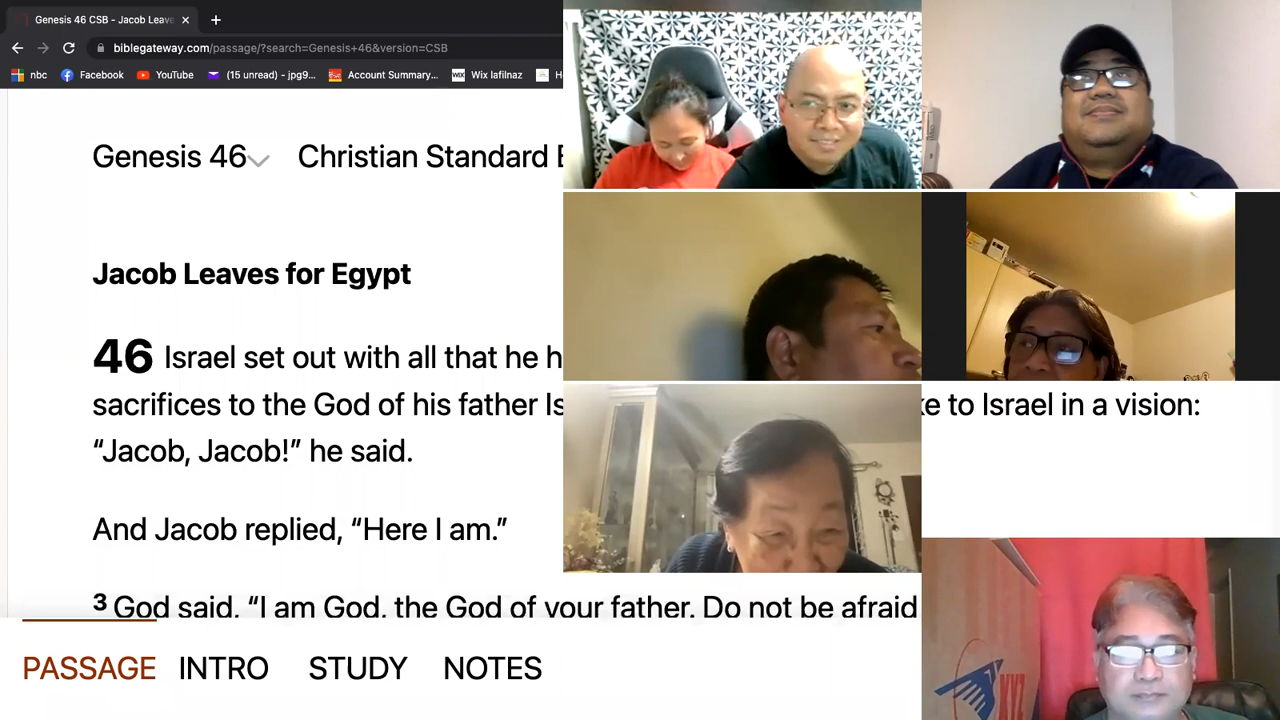 Genesis 46 CSB - Jacob Leave
biblegateway.com/passage/?search=Genesis+46&version=CSB
nbc Facebook YouTube (15 unread) - jpg9... Account Summary... WiX Wix lafilnaz
Genesis 46 Christian Standard
Jacob Leaves for Egypt
46 Israel set out with all that he
sacrifices to the God of his father to Israel in a vision:
“Jacob, Jacob!” he said.
And Jacob replied, “Here I am.”
3 God said, “I am God, the God of your father. Do not be afraid
PASSAGE INTRO STUDY NOTES